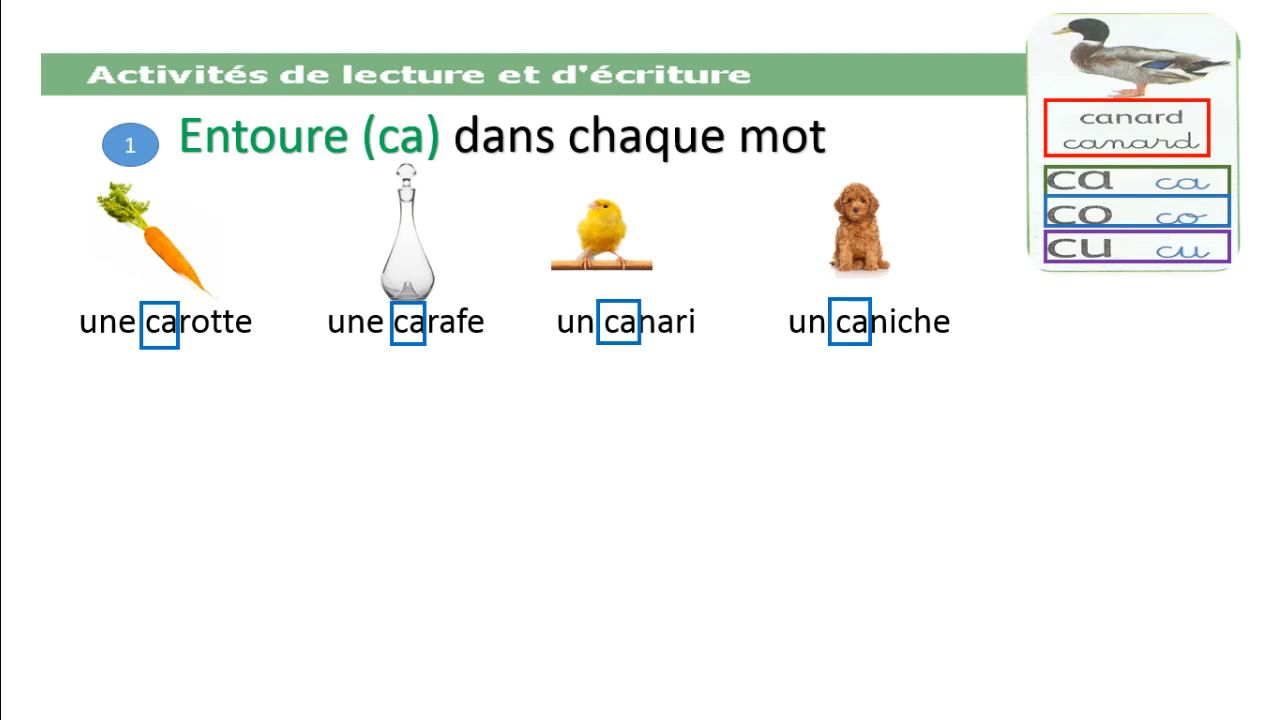 Activités de lecture et d'écriture
1 Entoure (ca) dans chaque mot
une carotte une carafe un canari un caniche
canard
canard
ca ca
co co
cu cu